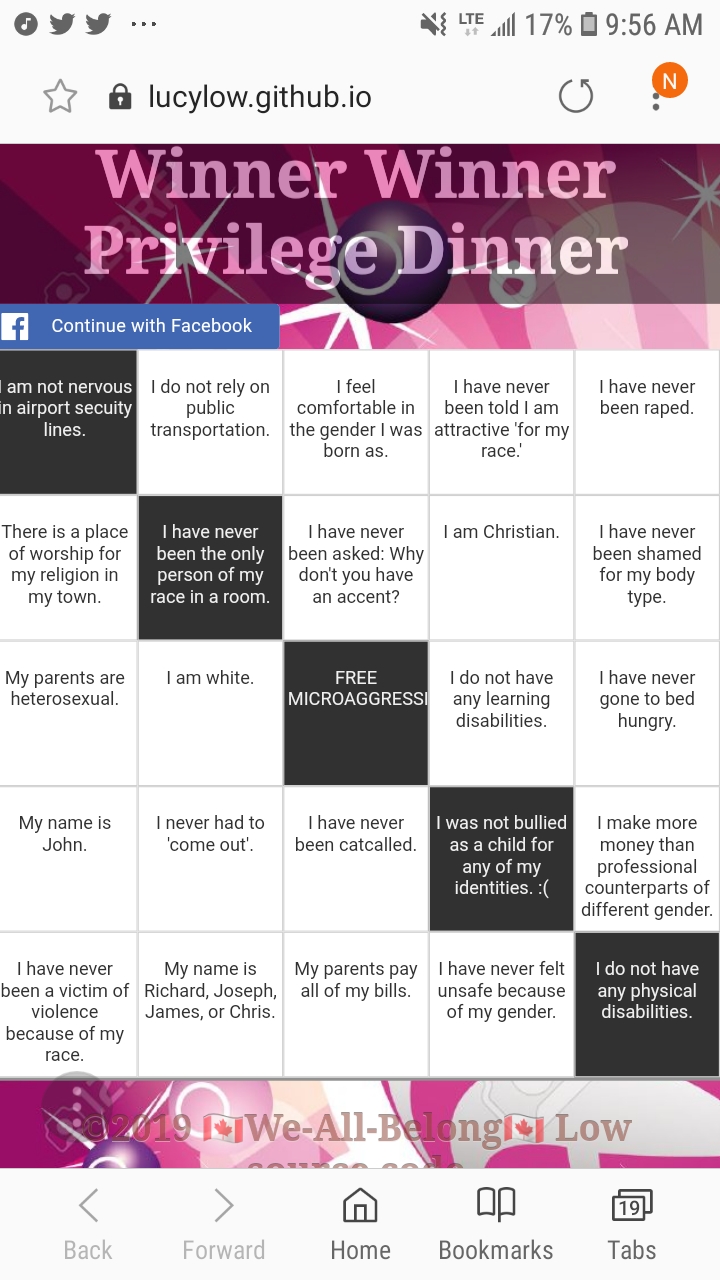 LTE 17% 9:56 AM
lucylow.github.io
N
Winner Winner
Privilege Dinner
Continue with Facebook
I am not nervous
in airport secuity
lines.
I do not rely on
public
transportation.
I feel
comfortable in
the gender I was
born as.
I have never
been told I am
attractive 'for my
race.'
I have never
been raped.
There is a place
of worship for
my religion in
my town.
I have never
been the only
person of my
race in a room.
I have never
been asked: Why
don't you have
an accent?
I am Christian.
I have never
been shamed
for my body
type.
My parents are
heterosexual.
I am white.
FREE
MICROAGGRESSI
I do not have
any learning
disabilities.
I have never
gone to bed
hungry.
My name is
John.
I never had to
'come out'.
I have never
been catcalled.
I was not bullied
as a child for
any of my
identities. :(
I make more
money than
professional
counterparts of
different gender.
I have never
been a victim of
violence
because of my
race.
My name is
Richard, Joseph,
James, or Chris.
My parents pay
all of my bills.
I have never felt
unsafe because
of my gender.
I do not have
any physical
disabilities.
©2019 🇨🇦We-All-Belong🇨🇦 Low
source code
Back
Forward
Home
Bookmarks
19
Tabs